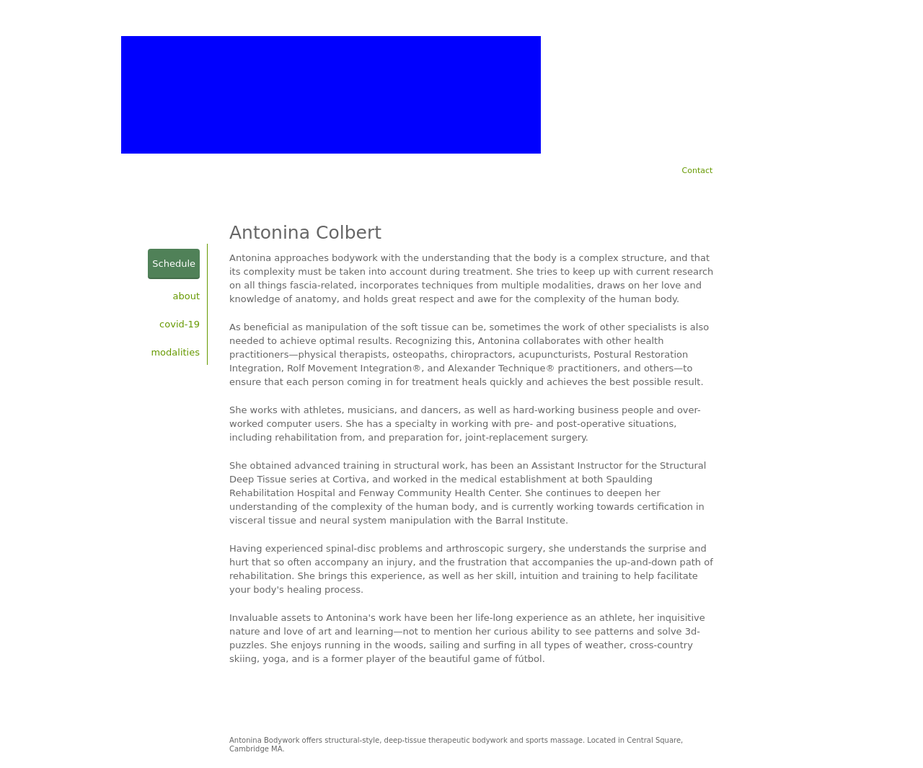 Contact
Antonina Colbert
Schedule
about
covid-19
modalities
Antonina approaches bodywork with the understanding that the body is a complex structure, and that
its complexity must be taken into account during treatment. She tries to keep up with current research
on all things fascia-related, incorporates techniques from multiple modalities, draws on her love and
knowledge of anatomy, and holds great respect and awe for the complexity of the human body.
As beneficial as manipulation of the soft tissue can be, sometimes the work of other specialists is also
needed to achieve optimal results. Recognizing this, Antonina collaborates with other health
practitioners—physical therapists, osteopaths, chiropractors, acupuncturists, Postural Restoration
Integration, Rolf Movement Integration®, and Alexander Technique® practitioners, and others—to
ensure that each person coming in for treatment heals quickly and achieves the best possible result.
She works with athletes, musicians, and dancers, as well as hard-working business people and over-
worked computer users. She has a specialty in working with pre- and post-operative situations,
including rehabilitation from, and preparation for, joint-replacement surgery.
She obtained advanced training in structural work, has been an Assistant Instructor for the Structural
Deep Tissue series at Cortiva, and worked in the medical establishment at both Spaulding
Rehabilitation Hospital and Fenway Community Health Center. She continues to deepen her
understanding of the complexity of the human body, and is currently working towards certification in
visceral tissue and neural system manipulation with the Barral Institute.
Having experienced spinal-disc problems and arthroscopic surgery, she understands the surprise and
hurt that so often accompany an injury, and the frustration that accompanies the up-and-down path of
rehabilitation. She brings this experience, as well as her skill, intuition and training to help facilitate
your body's healing process.
Invaluable assets to Antonina's work have been her life-long experience as an athlete, her inquisitive
nature and love of art and learning—not to mention her curious ability to see patterns and solve 3d-
puzzles. She enjoys running in the woods, sailing and surfing in all types of weather, cross-country
skiing, yoga, and is a former player of the beautiful game of fútbol.
Antonina Bodywork offers structural-style, deep-tissue therapeutic bodywork and sports massage. Located in Central Square,
Cambridge MA.